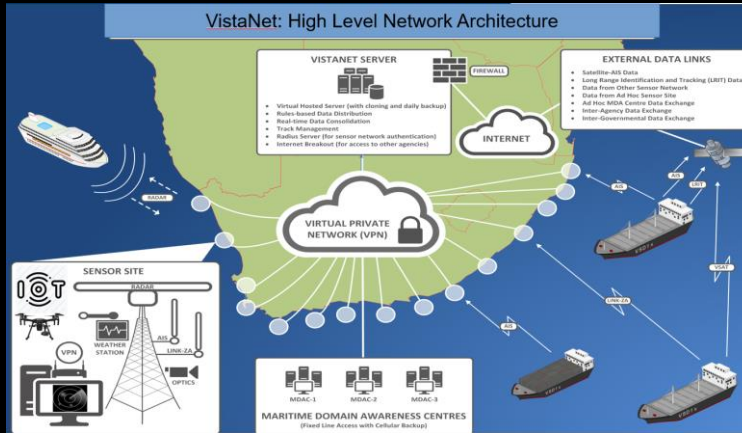 VistaNet: High Level Network Architecture
VISTANET SERVER
• Virtual Hosted Server (with cloning and daily backup)
• Rules-based Data Distribution
• Real-time Data Consolidation
• Track Management
• Radius Server (for sensor network authentication)
• Internet Breakout (for access to other agencies)
FIREWALL
INTERNET
EXTERNAL DATA LINKS
• Satellite-AIS Data
• Long Range Identification and Tracking (LRIT) Data
• Data from Other Sensor Network
• Data from Ad Hoc Sensor Site
• Ad Hoc MDA Centre Data Exchange
• Inter-Agency Data Exchange
• Inter-Governmental Data Exchange
RADAR
VIRTUAL PRIVATE
NETWORK (VPN)
AIS
AIS
LRIT
VSAT
LINK-ZA
AIS
SENSOR SITE
IOT
RADAR
WEATHER
STATION
AIS
LINK-ZA
VPN
OPTICS
MDAC-1
MDAC-2
MDAC-3
MARITIME DOMAIN AWARENESS CENTRES
(Fixed Line Access with Cellular Backup)